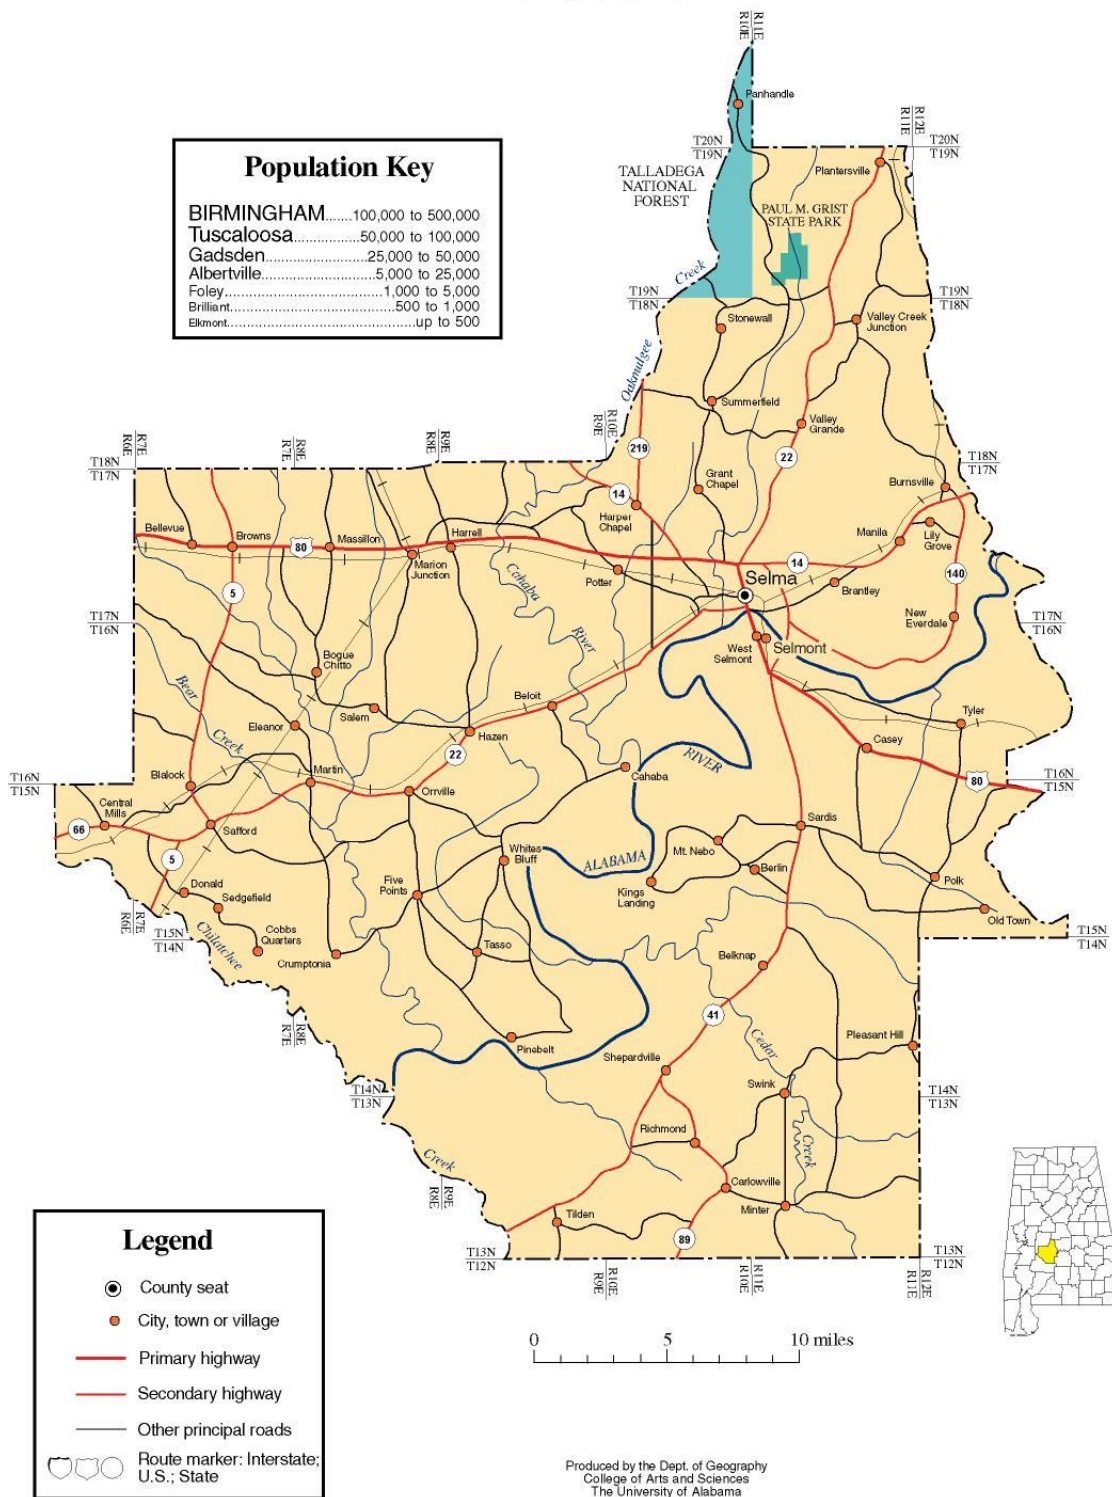 R10E
R11E
Panhandle
T20N
T19N
R11E
R12E
T20N
T19N
Plantersville
TALLADEGA
NATIONAL
FOREST
PAUL M. GRIST
STATE PARK
Population Key
BIRMINGHAM.......100,000 to 500,000
Tuscaloosa.................50,000 to 100,000
Gadsden.........................25,000 to 50,000
Albertville..........................5,000 to 25,000
Foley...................................1,000 to 5,000
Brilliant.....................................500 to 1,000
Elkmont..........................................up to 500
Creek
T19N
T18N
T19N
T18N
Stonewall
Valley Creek
Junction
Oakmulgee
Summerfield
Valley
Grande
R6E
R7E
R7E
R8E
R8E
R9E
R9E
R10E
219
22
T18N
T17N
T18N
T17N
Grant
Chapel
Burnsville
14
Harper
Chapel
Bellevue
Browns
80
Massillon
Marion
Junction
Harrell
Manila
Lily
Grove
14
Potter
Selma
140
Brantley
5
Cahaba
River
T17N
T16N
New
Everdale
T17N
T16N
West
Selmont
Selmont
Bogue
Chitto
Bear
Creek
Salem
Beloit
Eleanor
Hazen
22
Tyler
Casey
RIVER
Cahaba
T16N
T15N
Blalock
Martin
Orrville
80
T16N
T15N
Central
Mills
66
Safford
Sardis
5
Whites
Bluff
ALABAMA
Mt. Nebo
Berlin
Kings
Landing
Polk
Donald
Sedgefield
Five
Points
Old Town
R6E
R7E
T15N
T14N
Chilatchee
Cobbs
Quarters
Crumptonia
Tasso
T15N
T14N
Belknap
41
R7E
R8E
Pinebelt
Cedar
Pleasant Hill
Shepardville
T14N
T13N
Swink
T14N
T13N
Richmond
Creek
Creek
R8E
R9E
Carlowville
Minter
Tilden
89
T13N
T12N
T13N
T12N
R9E
R10E
R10E
R11E
R11E
R12E
Legend
County seat
City, town or village
Primary highway
Secondary highway
Other principal roads
Route marker: Interstate;
U.S.; State
0 5 10 miles
Produced by the Dept. of Geography
College of Arts and Sciences
The University of Alabama